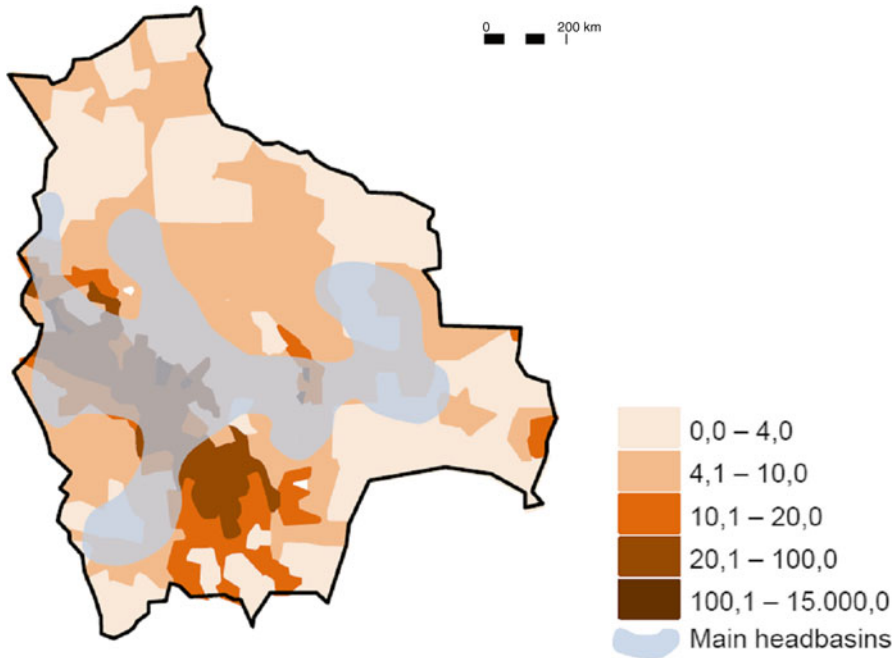 0 200 km
0,0 – 4,0
4,1 – 10,0
10,1 – 20,0
20,1 – 100,0
100,1 – 15.000,0
Main headbasins